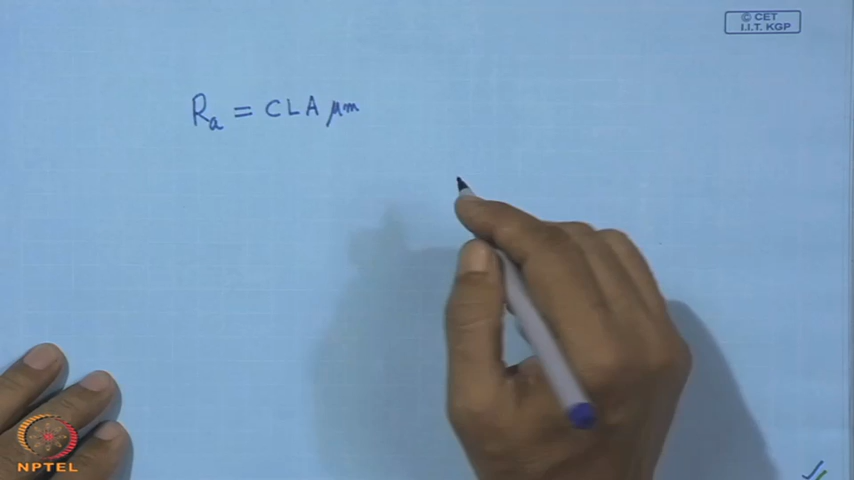 © CET
I.I.T. KGP
Rₐ = CLA μm
NPTEL